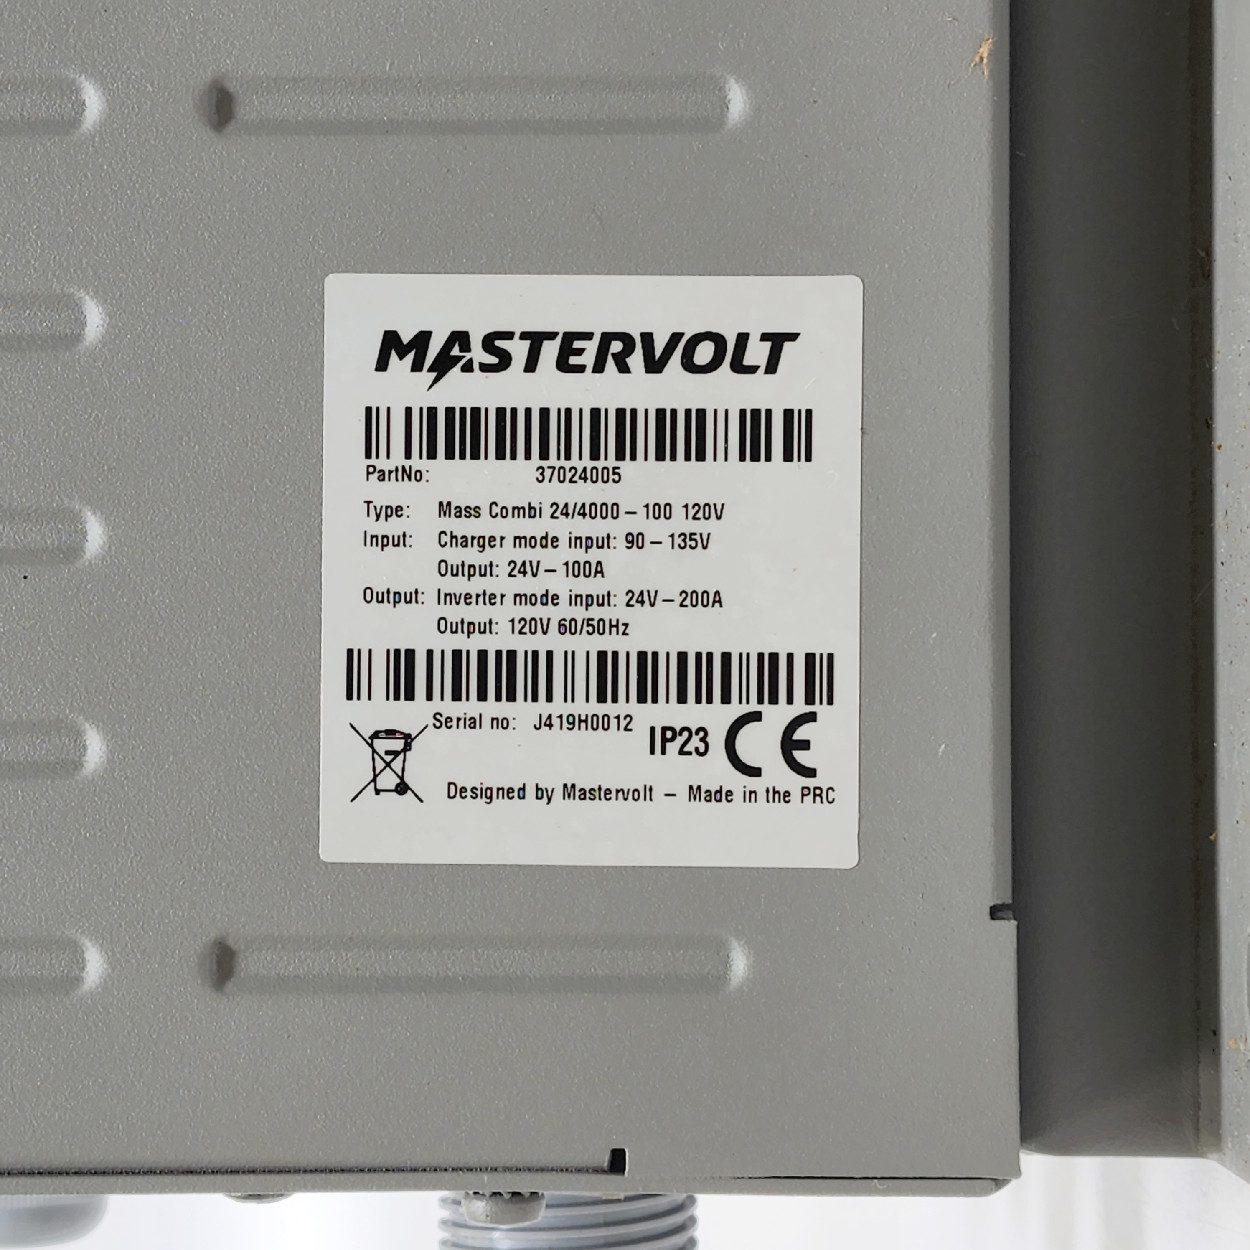 MASTERVOLT
PartNo: 37024005
Type: Mass Combi 24/4000–100 120V
Input: Charger mode input: 90–135V
Output: 24V–100A
Output: Inverter mode input: 24V–200A
Output: 120V 60/50Hz
Serial no: J419H0012
IP23 CE
Designed by Mastervolt – Made in the PRC